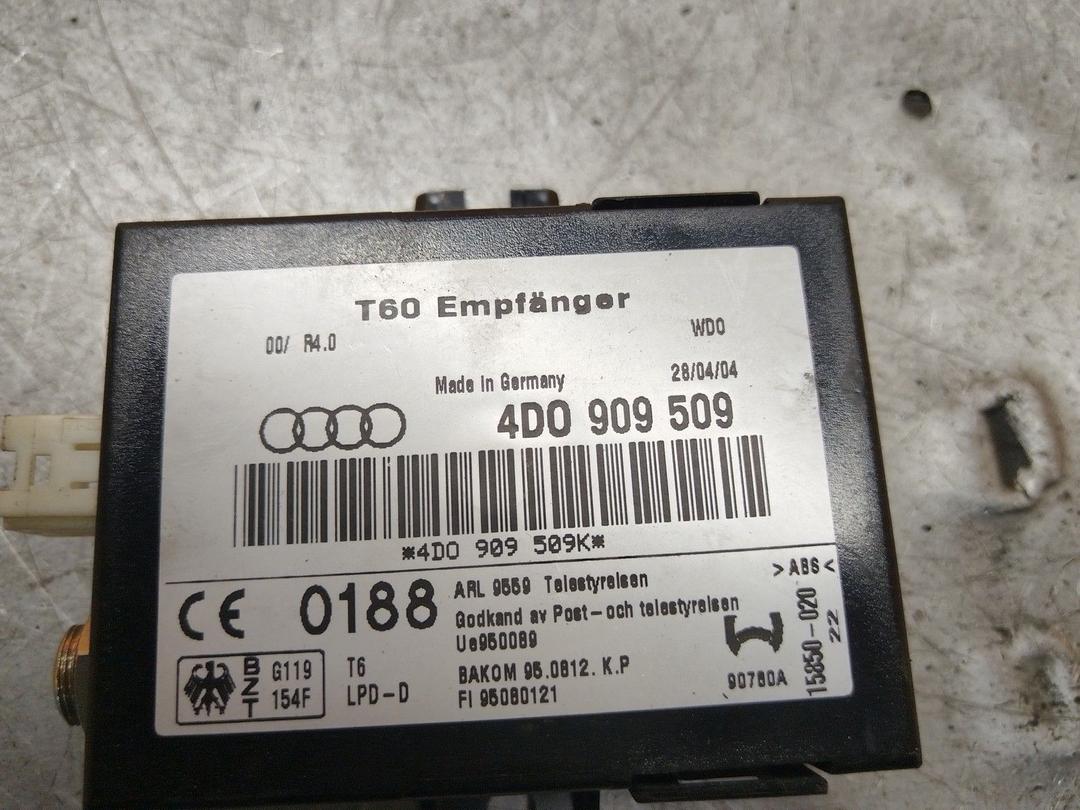 T60 Empfänger
00/ R4.0 WDO
Made in Germany 28/04/04
4D0 909 509
*4D0 909 509K*
CE 0188 ARL 9559 Telestyrelsen >ABS<
Godkand av Post-och telestyrelsen
Ue950089
BZT G119 154F T6 LPD-D
BAKOM 95.0812.K.P
FI 95080121
90780A
15850-020
22